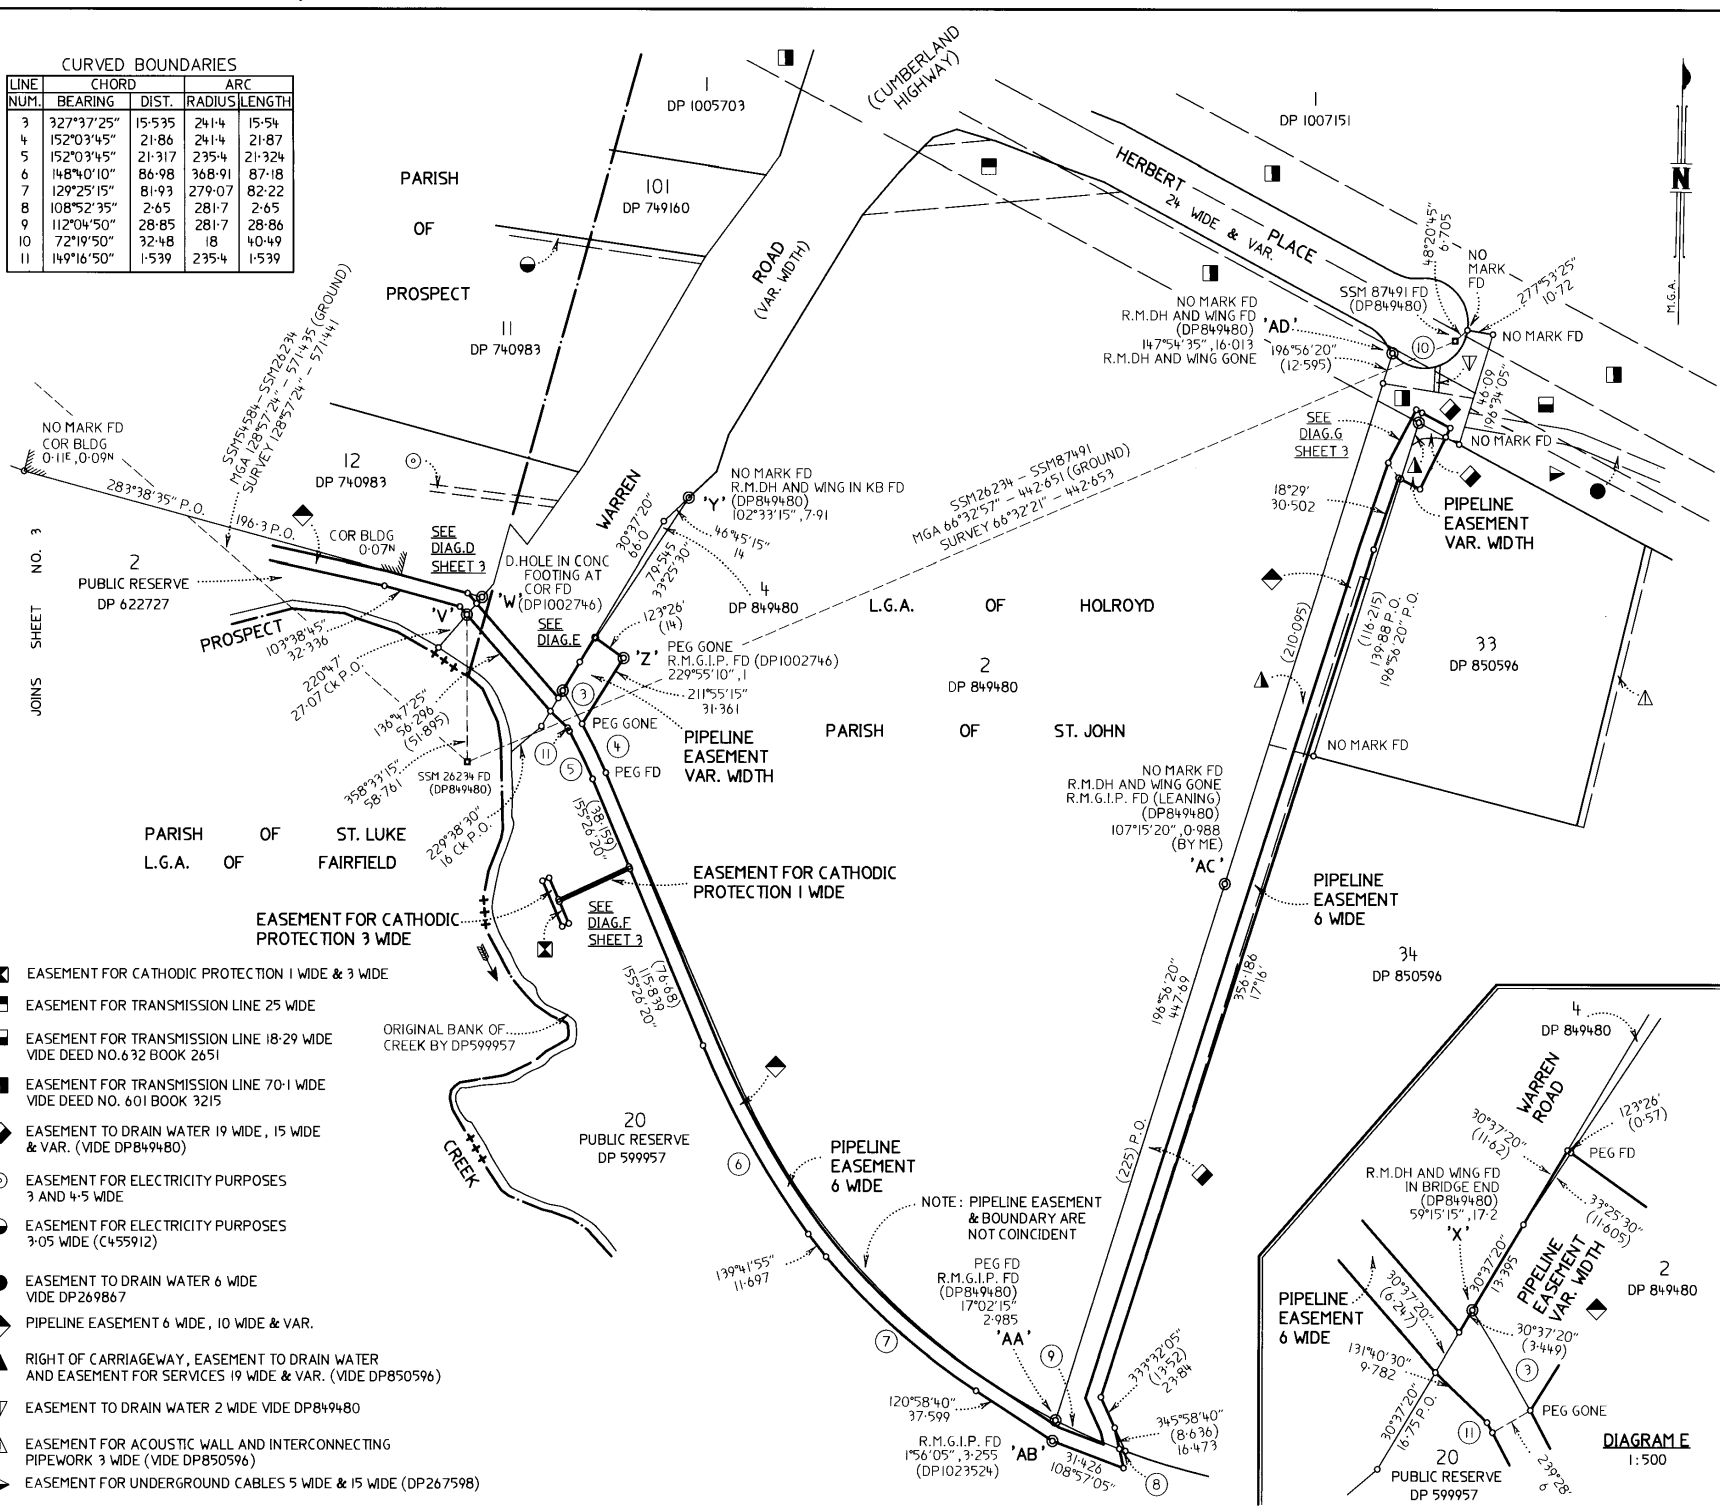 CURVED BOUNDARIES
LINE CHORD ARC
NUM. BEARING DIST. RADIUS LENGTH
3 327°37'25" 15·535 241·4 15·54
4 152°03'45" 21·86 241·4 21·87
5 152°03'45" 21·317 235·4 21·324
6 148°40'10" 86·98 368·91 87·18
7 129°25'15" 81·93 279·07 82·22
8 108°52'35" 2·65 281·7 2·65
9 112°04'50" 28·85 281·7 28·86
10 72°19'50" 32·48 18 40·49
11 149°16'50" 1·539 235·4 1·539
1
DP 1005703
101
DP 749160
PARISH
OF
PROSPECT
11
DP 740983
12
DP 740983
(CUMBERLAND
HIGHWAY)
1
DP 1007151
HERBERT PLACE
24 WIDE & VAR.
N
M.G.A.
WARREN ROAD
(VAR. WIDTH)
SSM54584 – SSM26234
MGA 128°57'24" – 571·435 (GROUND)
SURVEY 128°57'24" – 571·441
NO MARK FD
COR BLDG
0·11E, 0·09N
283°38'35" P.O.
196·3 P.O.
COR BLDG
0·07N
SEE
DIAG.D
SHEET 3
2
PUBLIC RESERVE
DP 622727
JOINS SHEET NO. 3
PROSPECT
103°38'45"
32·336
'V'
'W'
D.HOLE IN CONC
FOOTING AT
COR FD
(DP1002746)
SEE
DIAG.E
220°47'
27·07 Ck P.O.
136°47'25"
56·296
(51·895)
358°33'15"
58·761
SSM 26234 FD
(DP849480)
229°38'30"
16 Ck P.O.
30°37'20"
66·0
79·545
33°25'30"
'Y'
NO MARK FD
R.M.DH AND WING IN KB FD
(DP849480)
102°33'15", 7·91
46°45'15"
14
4
DP 849480
123°26'
(14)
'Z'
PEG GONE
R.M.G.I.P. FD (DP1002746)
229°55'10", 1
211°55'15"
31·361
3
PEG GONE
4
11
5
PEG FD
PIPELINE
EASEMENT
VAR. WIDTH
SSM26234 – SSM87491
MGA 66°32'57" – 442·651 (GROUND)
SURVEY 66°32'21" – 442·653
L.G.A. OF HOLROYD
2
DP 849480
PARISH OF ST. JOHN
NO MARK FD
R.M.DH AND WING FD
(DP849480)
147°54'35", 16·013
R.M.DH AND WING GONE
'AD'
196°56'20"
(12·595)
SSM 87491 FD
(DP849480)
10
48°20'45"
6·705
NO
MARK
FD
277°53'25"
10·72
NO MARK FD
46·09
196°34'05"
NO MARK FD
SEE
DIAG.G
SHEET 3
18°29'
30·502
PIPELINE
EASEMENT
VAR. WIDTH
(210·095)
(116·215)
139·88 P.O.
196°56'20" P.O.
33
DP 850596
NO MARK FD
NO MARK FD
R.M.DH AND WING GONE
R.M.G.I.P. FD (LEANING)
(DP849480)
107°15'20", 0·988
(BY ME)
'AC'
PIPELINE
EASEMENT
6 WIDE
34
DP 850596
196°56'20"
447·69
356·186
17°16'
(225) P.O.
PARISH OF ST. LUKE
L.G.A. OF FAIRFIELD
(38·159)
155°26'20"
EASEMENT FOR CATHODIC
PROTECTION 1 WIDE
EASEMENT FOR CATHODIC
PROTECTION 3 WIDE
SEE
DIAG.F
SHEET 3
(76·68)
115·839
155°26'20"
ORIGINAL BANK OF
CREEK BY DP599957
CREEK
20
PUBLIC RESERVE
DP 599957
6
PIPELINE
EASEMENT
6 WIDE
139°41'55"
11·697
7
NOTE: PIPELINE EASEMENT
& BOUNDARY ARE
NOT COINCIDENT
PEG FD
R.M.G.I.P. FD
(DP849480)
17°02'15"
2·985
'AA'
9
333°32'05"
(13·52)
23·84
120°58'40"
37·599
R.M.G.I.P. FD
1°56'05", 3·255
(DP1023524)
'AB'
31·426
108°57'05"
345°58'40"
(8·636)
16·473
8
EASEMENT FOR CATHODIC PROTECTION 1 WIDE & 3 WIDE
EASEMENT FOR TRANSMISSION LINE 25 WIDE
EASEMENT FOR TRANSMISSION LINE 18·29 WIDE
VIDE DEED NO.632 BOOK 2651
EASEMENT FOR TRANSMISSION LINE 70·1 WIDE
VIDE DEED NO. 601 BOOK 3215
EASEMENT TO DRAIN WATER 19 WIDE, 15 WIDE
& VAR. (VIDE DP849480)
EASEMENT FOR ELECTRICITY PURPOSES
3 AND 4·5 WIDE
EASEMENT FOR ELECTRICITY PURPOSES
3·05 WIDE (C455912)
EASEMENT TO DRAIN WATER 6 WIDE
VIDE DP269867
PIPELINE EASEMENT 6 WIDE, 10 WIDE & VAR.
RIGHT OF CARRIAGEWAY, EASEMENT TO DRAIN WATER
AND EASEMENT FOR SERVICES 19 WIDE & VAR. (VIDE DP850596)
EASEMENT TO DRAIN WATER 2 WIDE VIDE DP849480
EASEMENT FOR ACOUSTIC WALL AND INTERCONNECTING
PIPEWORK 3 WIDE (VIDE DP850596)
EASEMENT FOR UNDERGROUND CABLES 5 WIDE & 15 WIDE (DP267598)
4
DP 849480
WARREN
ROAD
30°37'20"
(11·62)
123°26'
(0·57)
PEG FD
R.M.DH AND WING FD
IN BRIDGE END
(DP849480)
59°15'15", 17·2
'X'
33°25'30"
(11·605)
30°37'20"
13·395
PIPELINE
EASEMENT
VAR. WIDTH
2
DP 849480
PIPELINE
EASEMENT
6 WIDE
30°37'20"
(6·247)
131°40'30"
9·782
30°37'20"
(3·449)
3
30°37'20"
16·75 P.O.
PEG GONE
11
20
PUBLIC RESERVE
DP 599957
239°28'
6
DIAGRAM E
1:500